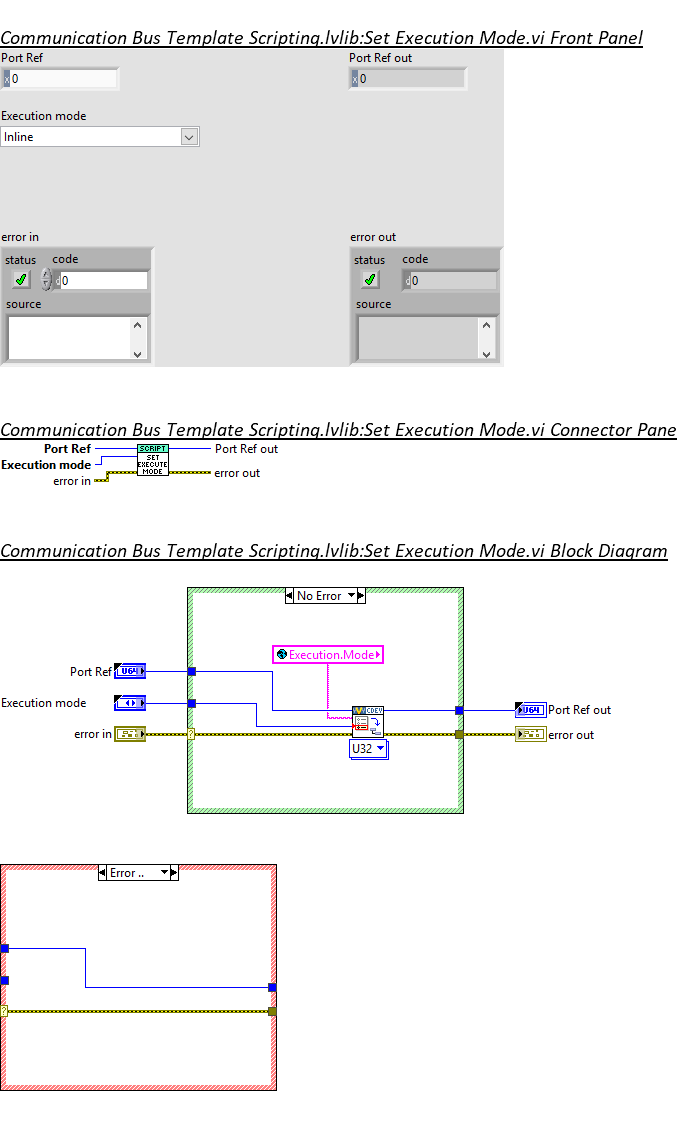 Communication Bus Template Scripting.lvlib:Set Execution Mode.vi Front Panel
Port Ref Port Ref out
x 0 x 0
Execution mode
Inline
error in error out
status code status code
d 0 d 0
source source
Communication Bus Template Scripting.lvlib:Set Execution Mode.vi Connector Pane
Port Ref SCRIPT Port Ref out
Execution mode SET
EXECUTE
error in MODE error out
Communication Bus Template Scripting.lvlib:Set Execution Mode.vi Block Diagram
No Error
Execution.Mode
Port Ref U64
Execution mode
V CDEV U64 Port Ref out
error in ? error out
U32
Error ..
?